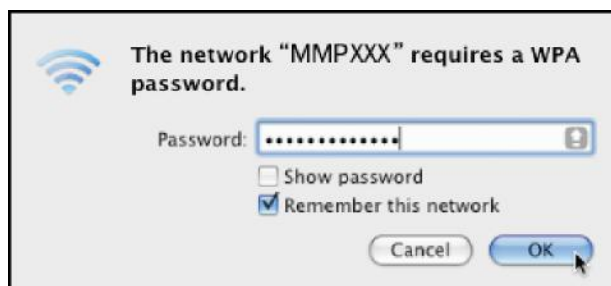 The network “MMPXXX” requires a WPA
password.
Password: •••••••••••••
Show password
Remember this network
Cancel OK